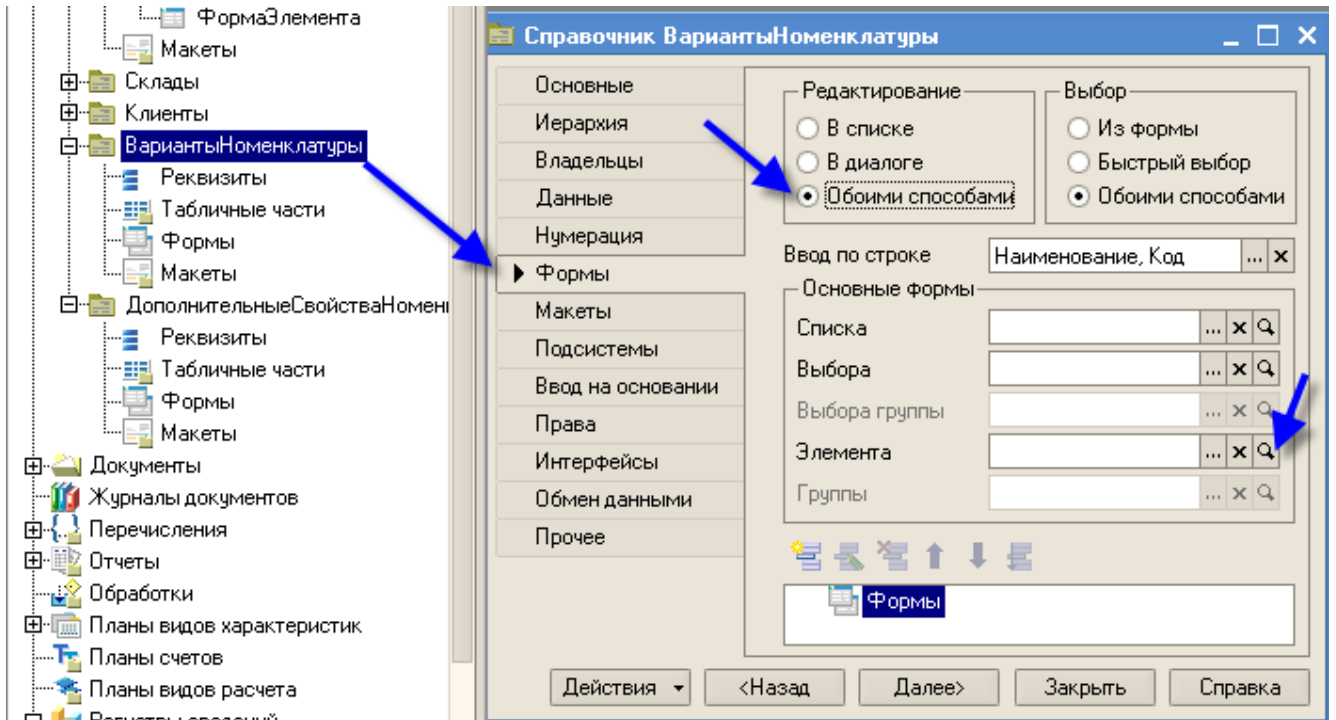 ФормаЭлемента
Макеты
Склады
Клиенты
ВариантыНоменклатуры
Реквизиты
Табличные части
Формы
Макеты
ДополнительныеСвойстваНоменк
Реквизиты
Табличные части
Формы
Макеты
Документы
Журналы документов
Перечисления
Отчеты
Обработки
Планы видов характеристик
Планы счетов
Планы видов расчета
Регистры сведений
Справочник ВариантыНоменклатуры
Основные
Иерархия
Владельцы
Данные
Нумерация
Формы
Макеты
Подсистемы
Ввод на основании
Права
Интерфейсы
Обмен данными
Прочее
Редактирование
В списке
В диалоге
Обоими способами
Выбор
Из формы
Быстрый выбор
Обоими способами
Ввод по строке Наименование, Код ...
Основные формы
Списка ...
Выбора ...
Выбора группы ...
Элемента ...
Группы ...
Формы
Действия <Назад Далее> Закрыть Справка